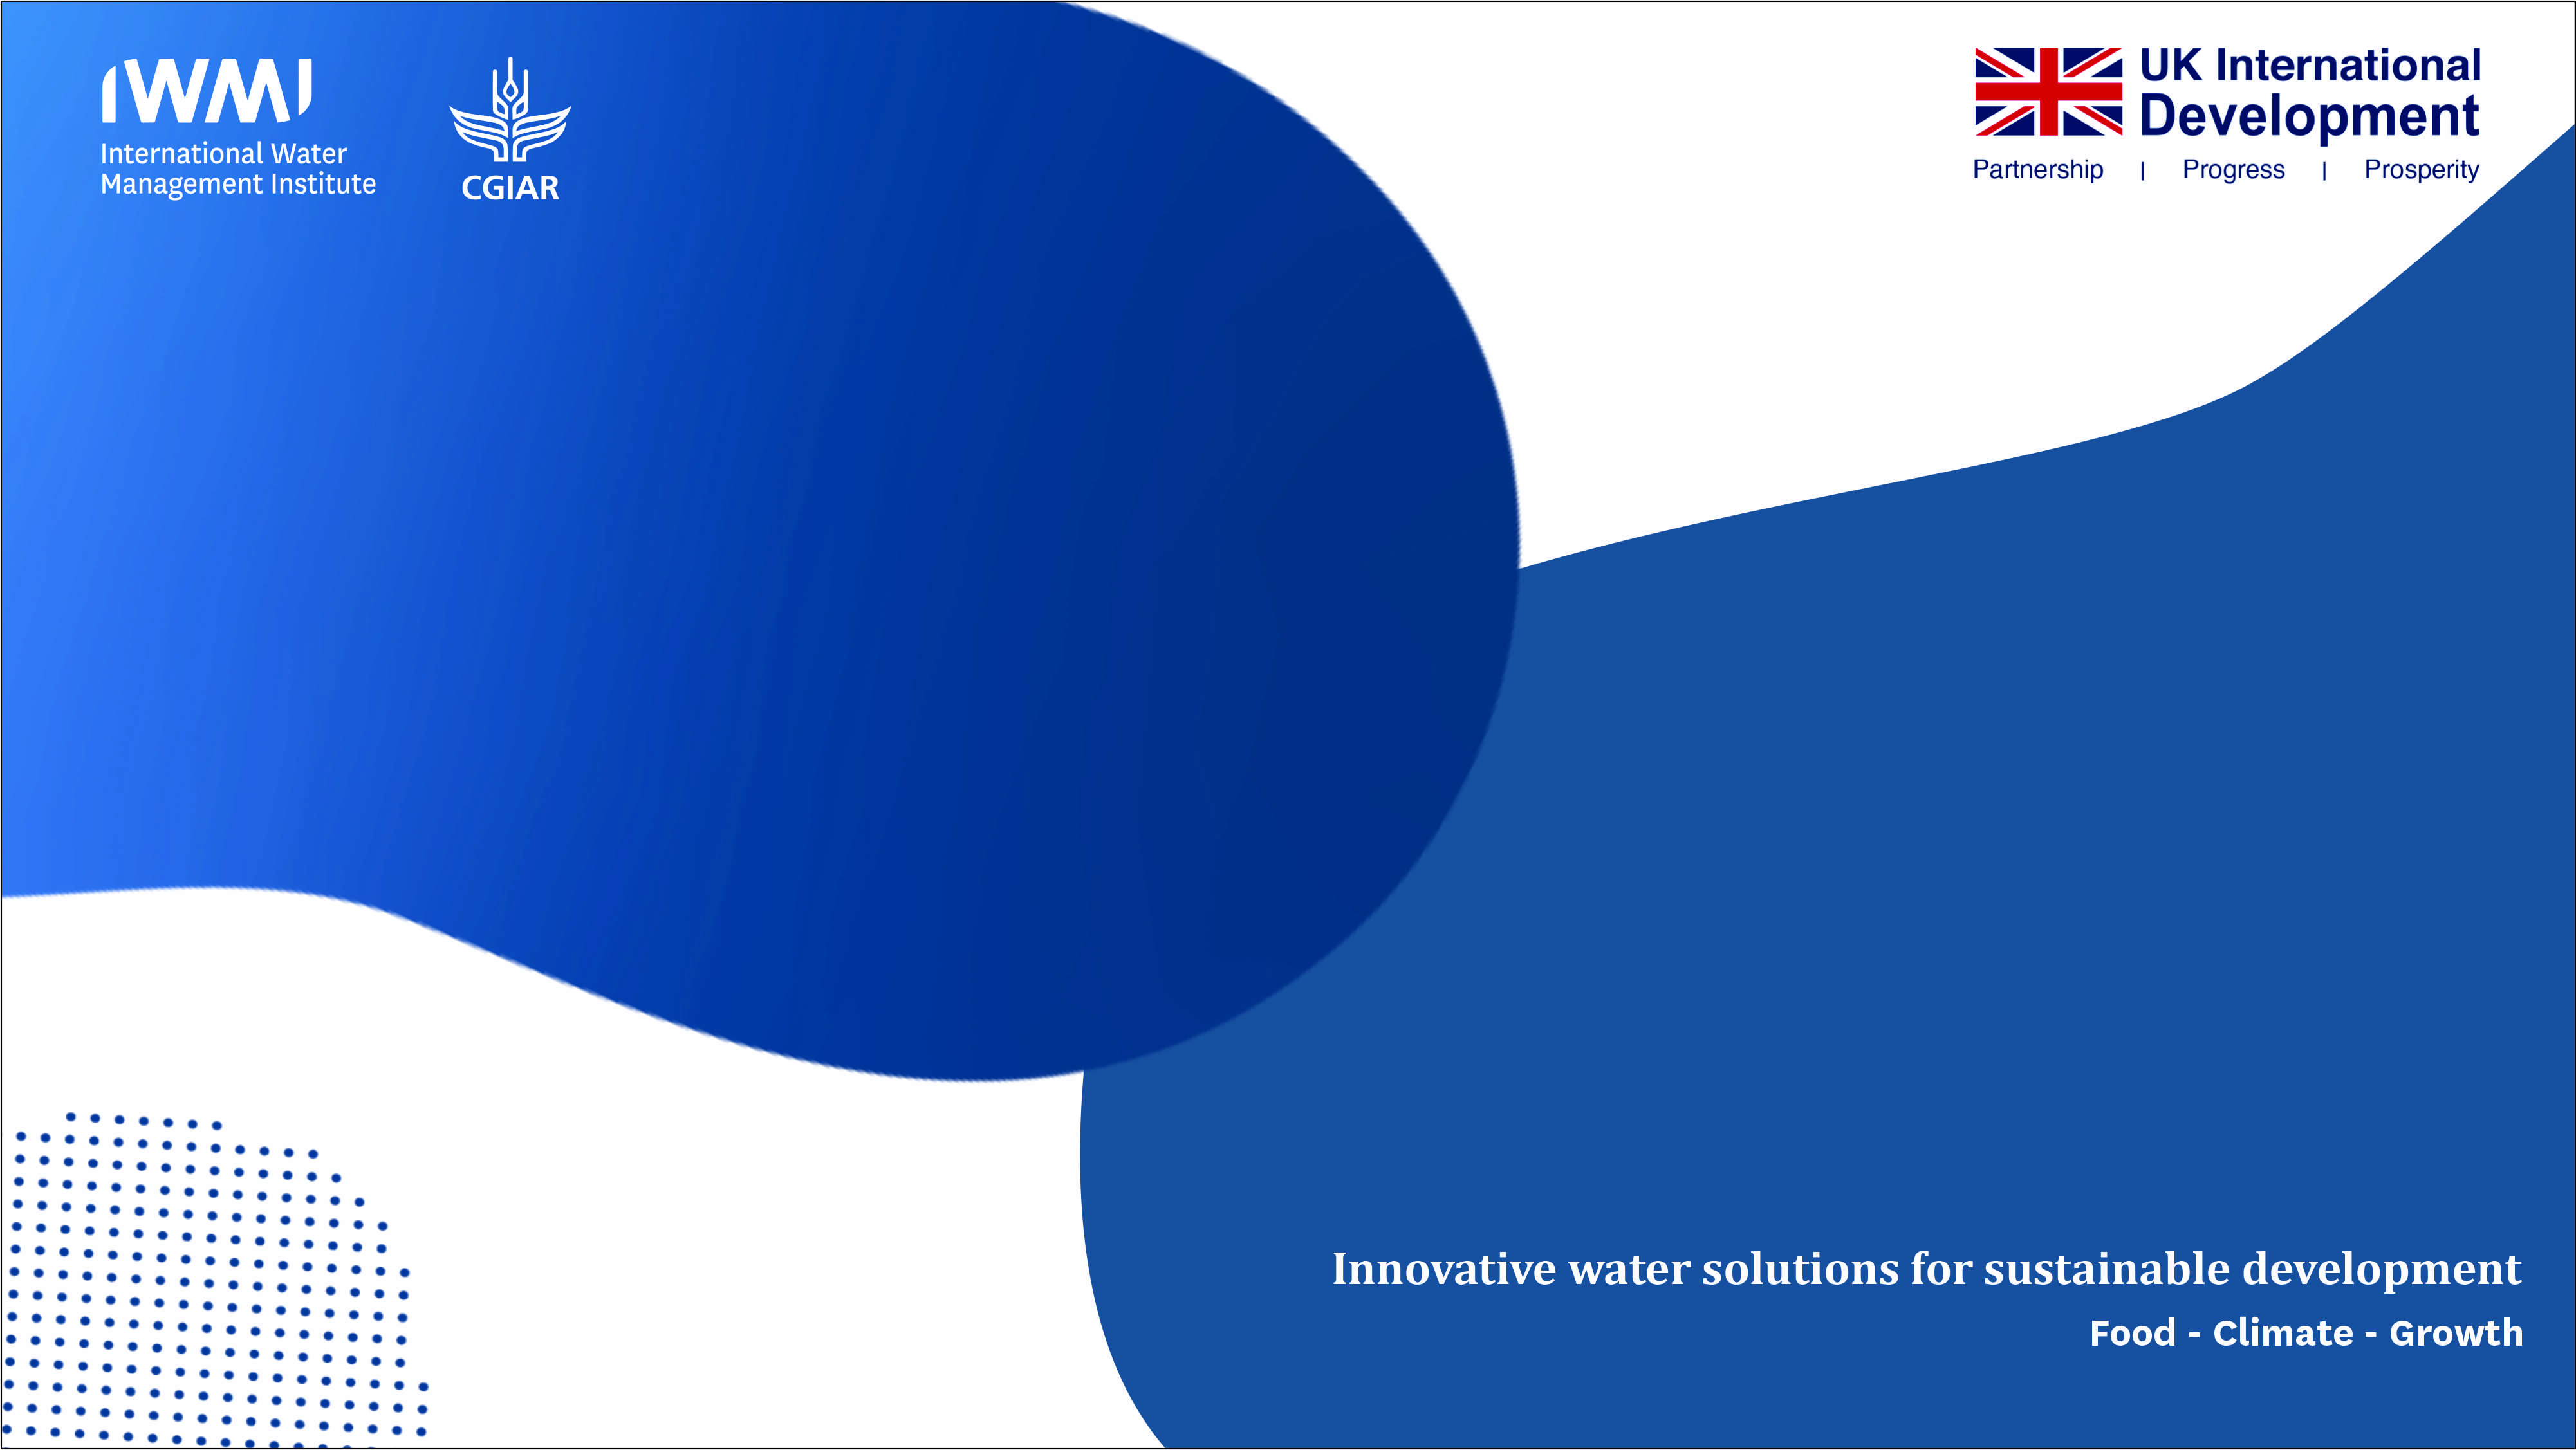 IWMI
International Water
Management Institute
CGIAR
UK International
Development
Partnership | Progress | Prosperity
Innovative water solutions for sustainable development
Food - Climate - Growth